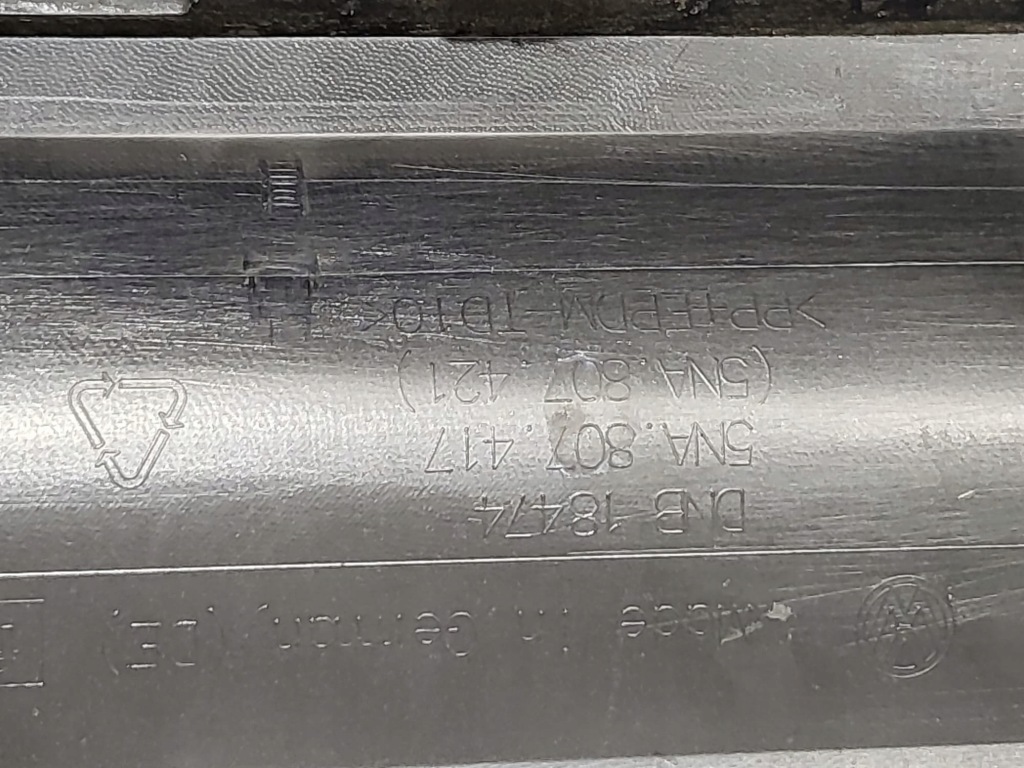 Made in Germany (DE)
DNB 18474
5NA.807.417
(5NA.807 421)
>PP+EPDM-TD10<